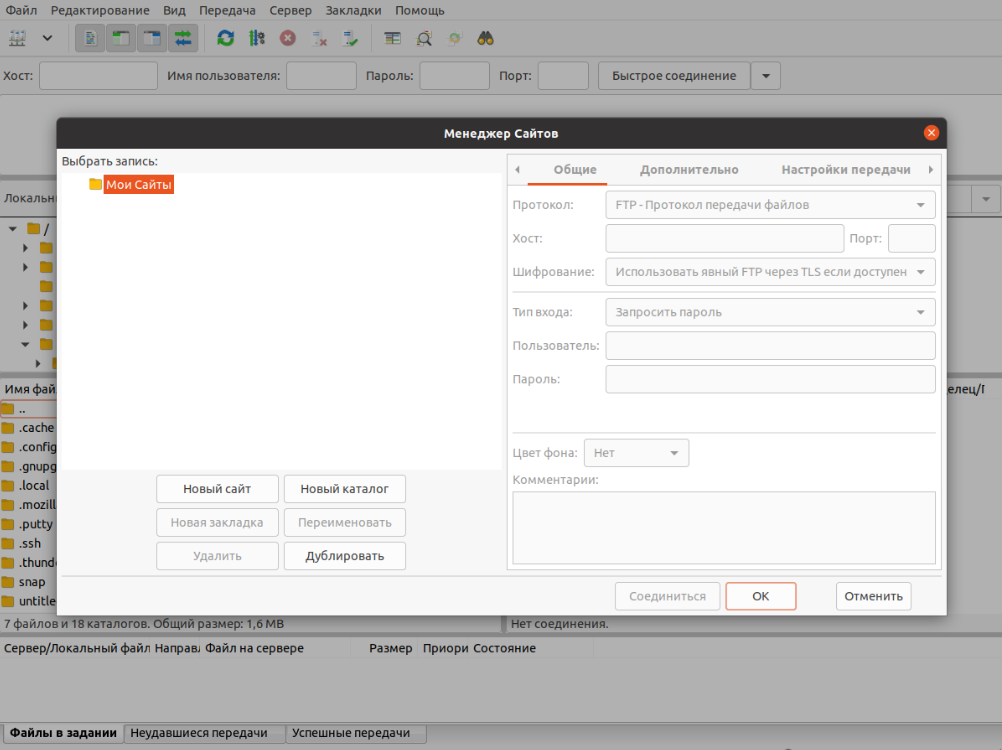 Файл Редактирование Вид Передача Сервер Закладки Помощь
Хост: Имя пользователя: Пароль: Порт: Быстрое соединение
Менеджер Сайтов
Выбрать запись:
Мои Сайты
Общие Дополнительно Настройки передачи
Протокол: FTP - Протокол передачи файлов
Хост: Порт:
Шифрование: Использовать явный FTP через TLS если доступен
Тип входа: Запросить пароль
Пользователь:
Пароль:
Цвет фона: Нет
Комментарии:
Новый сайт Новый каталог
Новая закладка Переименовать
Удалить Дублировать
Соединиться OK Отменить
Локальн
/
Имя фай
..
.cache
.config
.gnupg
.local
.mozill
.putty
.ssh
.thund
snap
untitle
7 файлов и 18 каталогов. Общий размер: 1,6 MB
Нет соединения.
Сервер/Локальный файл Направл Файл на сервере Размер Приори Состояние
Файлы в задании Неудавшиеся передачи Успешные передачи